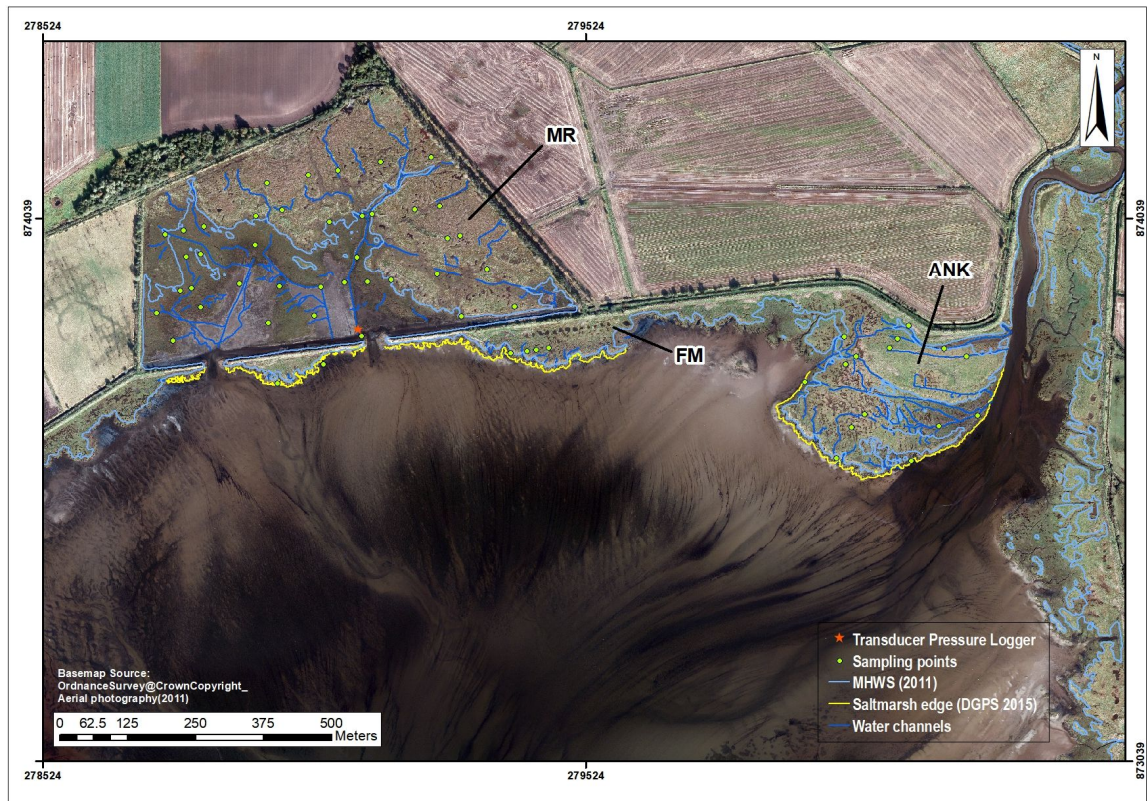 278524
279524
N
MR
874039
874039
ANK
FM
Transducer Pressure Logger
Sampling points
MHWS (2011)
Saltmarsh edge (DGPS 2015)
Water channels
Basemap Source:
OrdnanceSurvey@CrownCopyright_
Aerial photography(2011)
0 62.5 125 250 375 500
Meters
873039
278524
279524